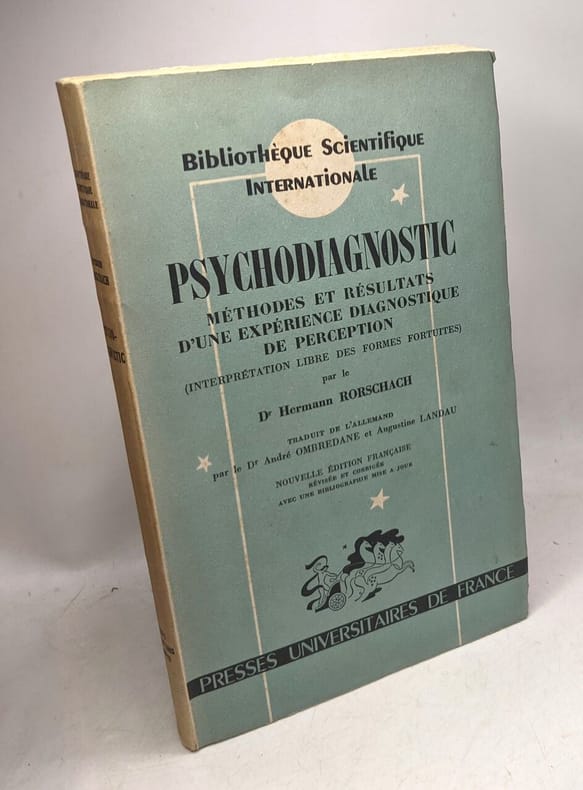 Bibliothèque Scientifique
Internationale
PSYCHODIAGNOSTIC
MÉTHODES ET RÉSULTATS
D'UNE EXPÉRIENCE DIAGNOSTIQUE
DE PERCEPTION
(INTERPRÉTATION LIBRE DES FORMES FORTUITES)
par le
Dr Hermann RORSCHACH
TRADUIT DE L'ALLEMAND
par le Dr André OMBREDANE et Augustine LANDAU
NOUVELLE ÉDITION FRANÇAISE
RÉVISÉE ET CORRIGÉE
AVEC UNE BIBLIOGRAPHIE MISE A JOUR
PRESSES UNIVERSITAIRES DE FRANCE